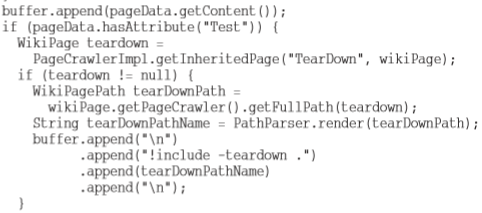 buffer.append(pageData.getContent());
if (pageData.hasAttribute("Test")) {
  WikiPage teardown =
    PageCrawlerImpl.getInheritedPage("TearDown", wikiPage);
  if (teardown != null) {
    WikiPagePath tearDownPath =
      wikiPage.getPageCrawler().getFullPath(teardown);
    String tearDownPathName = PathParser.render(tearDownPath);
    buffer.append("\n")
          .append("!include -teardown .")
          .append(tearDownPathName)
          .append("\n");
  }